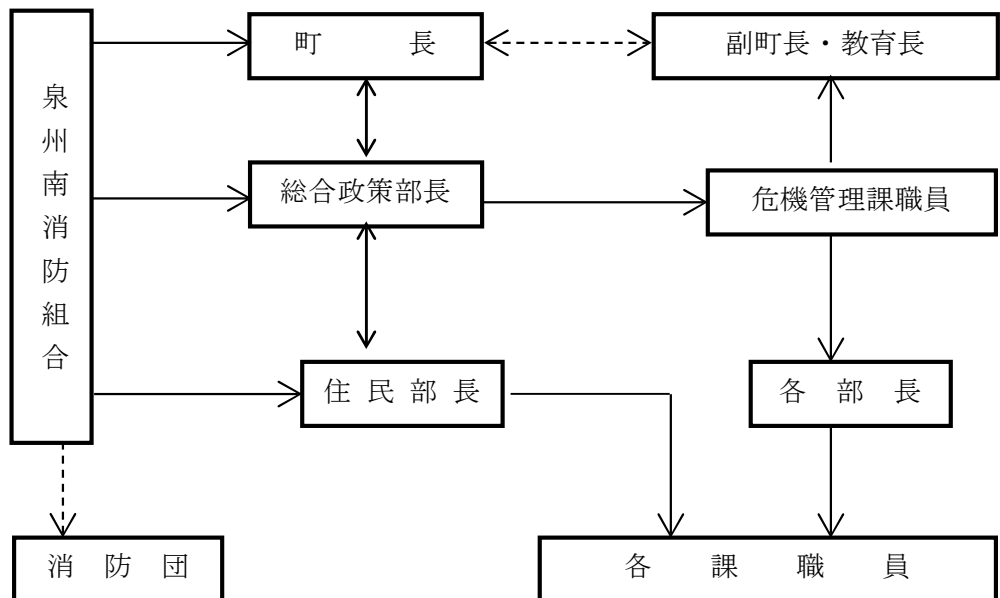 泉州南消防組合
町長
副町長・教育長
総合政策部長
危機管理課職員
住民部長
各部長
消防団
各課職員